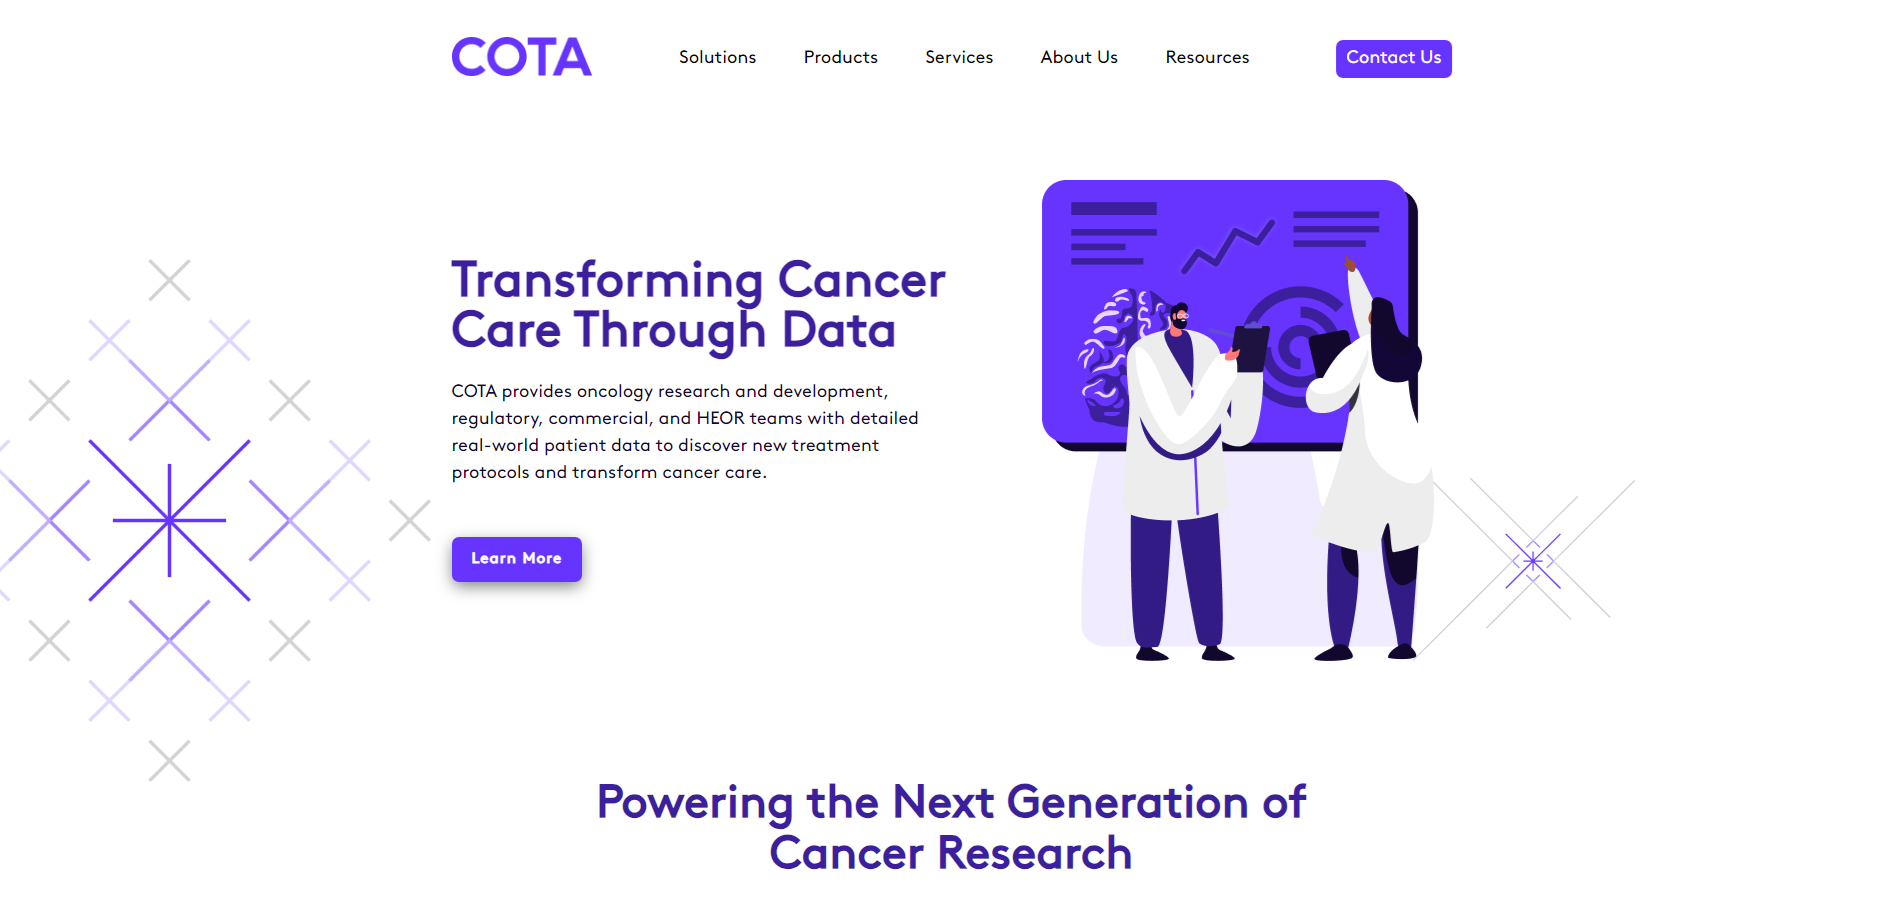 COTA
Solutions
Products
Services
About Us
Resources
Contact Us
Transforming Cancer
Care Through Data
COTA provides oncology research and development,
regulatory, commercial, and HEOR teams with detailed
real-world patient data to discover new treatment
protocols and transform cancer care.
Learn More
Powering the Next Generation of
Cancer Research